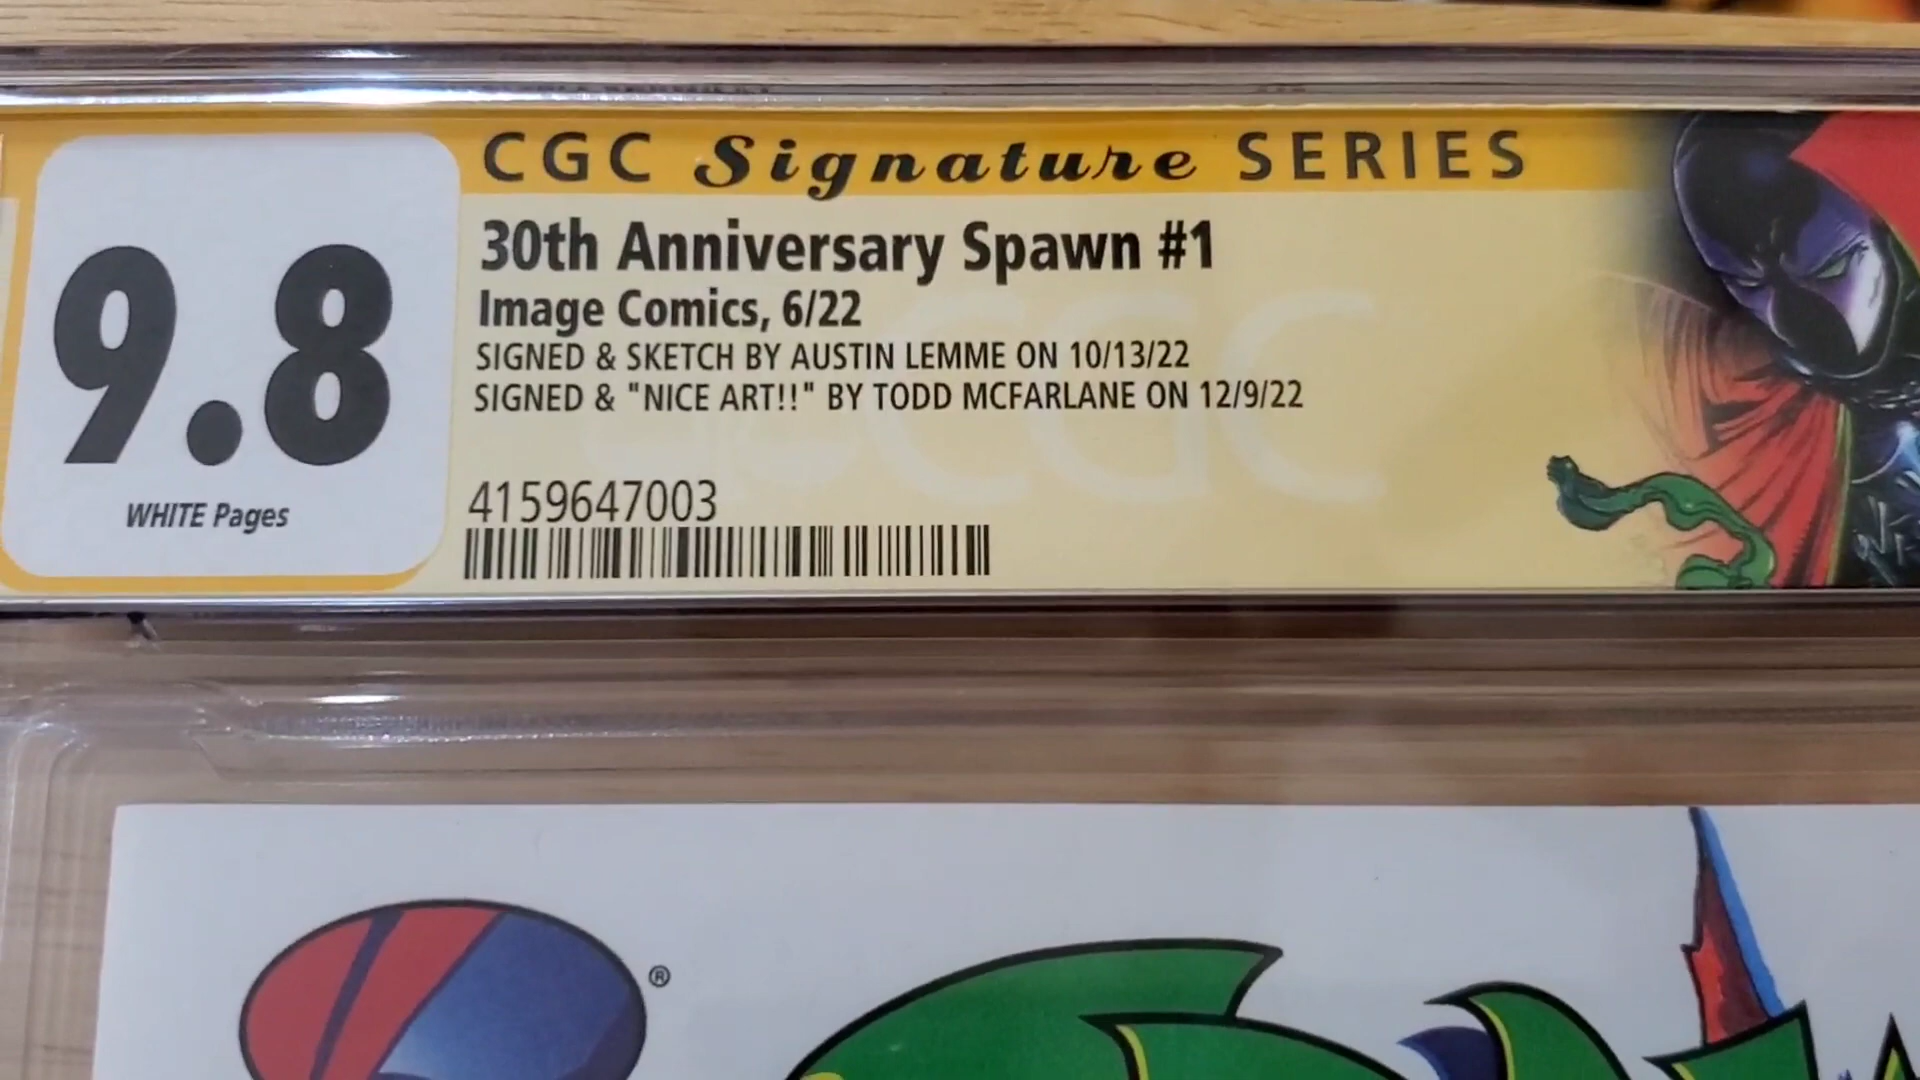 CGC Signature SERIES
30th Anniversary Spawn #1
Image Comics, 6/22
SIGNED & SKETCH BY AUSTIN LEMME ON 10/13/22
SIGNED & "NICE ART!!" BY TODD MCFARLANE ON 12/9/22
9.8
WHITE Pages
4159647003
CGC
®